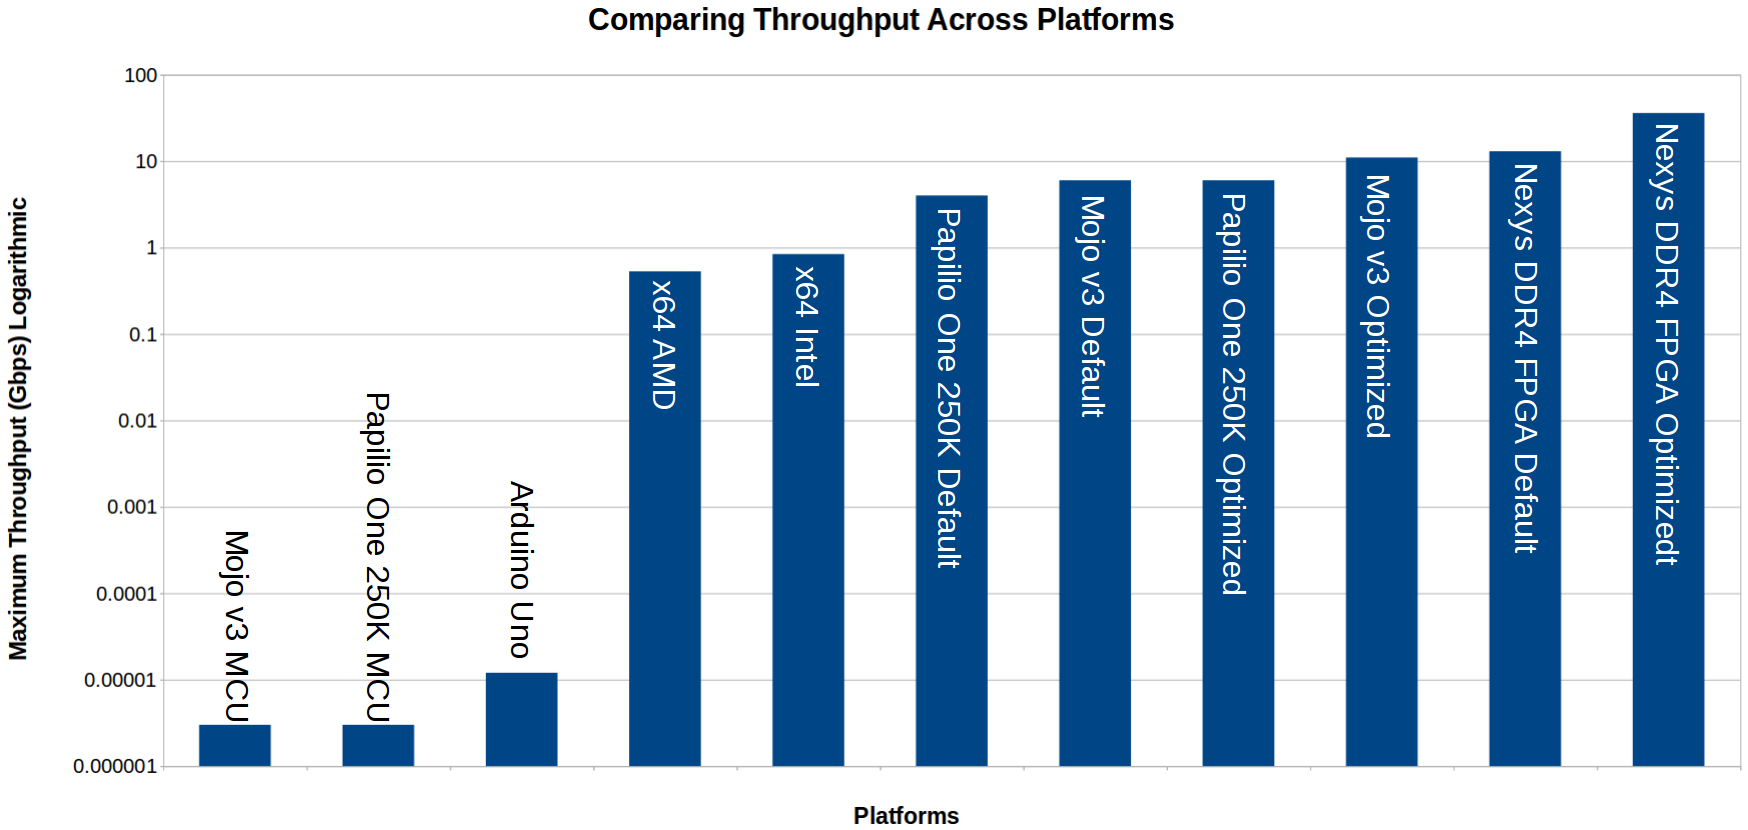 Comparing Throughput Across Platforms
Maximum Throughput (Gbps) Logarithmic
100
10
1
0.1
0.01
0.001
0.0001
0.00001
0.000001
Mojo v3 MCU
Papilio One 250K MCU
Arduino Uno
x64 AMD
x64 Intel
Papilio One 250K Default
Mojo v3 Default
Papilio One 250K Optimized
Mojo v3 Optimized
Nexys DDR4 FPGA Default
Nexys DDR4 FPGA Optimizedt
Platforms